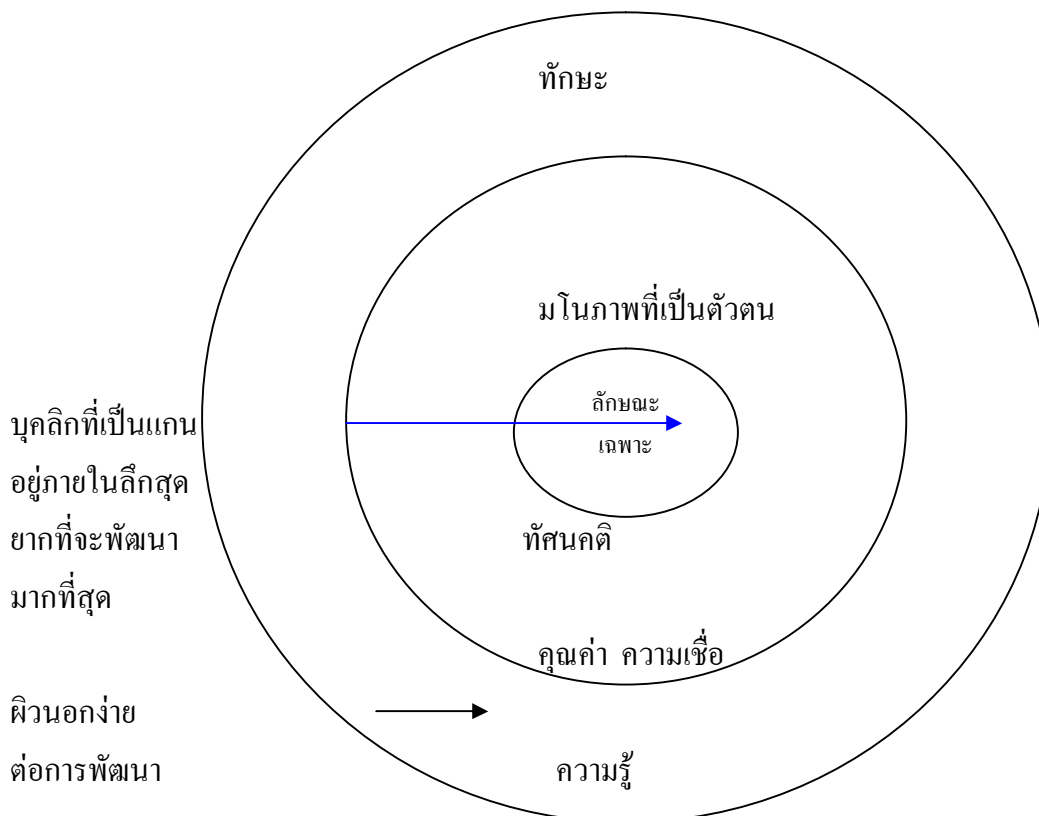 ทักษะ
มโนภาพที่เป็นตัวตน
ลักษณะ
เฉพาะ
บุคลิกที่เป็นแกน
อยู่ภายในลึกสุด
ยากที่จะพัฒนา
มากที่สุด
ทัศนคติ
คุณค่า ความเชื่อ
ผิวนอกง่าย
ต่อการพัฒนา
ความรู้